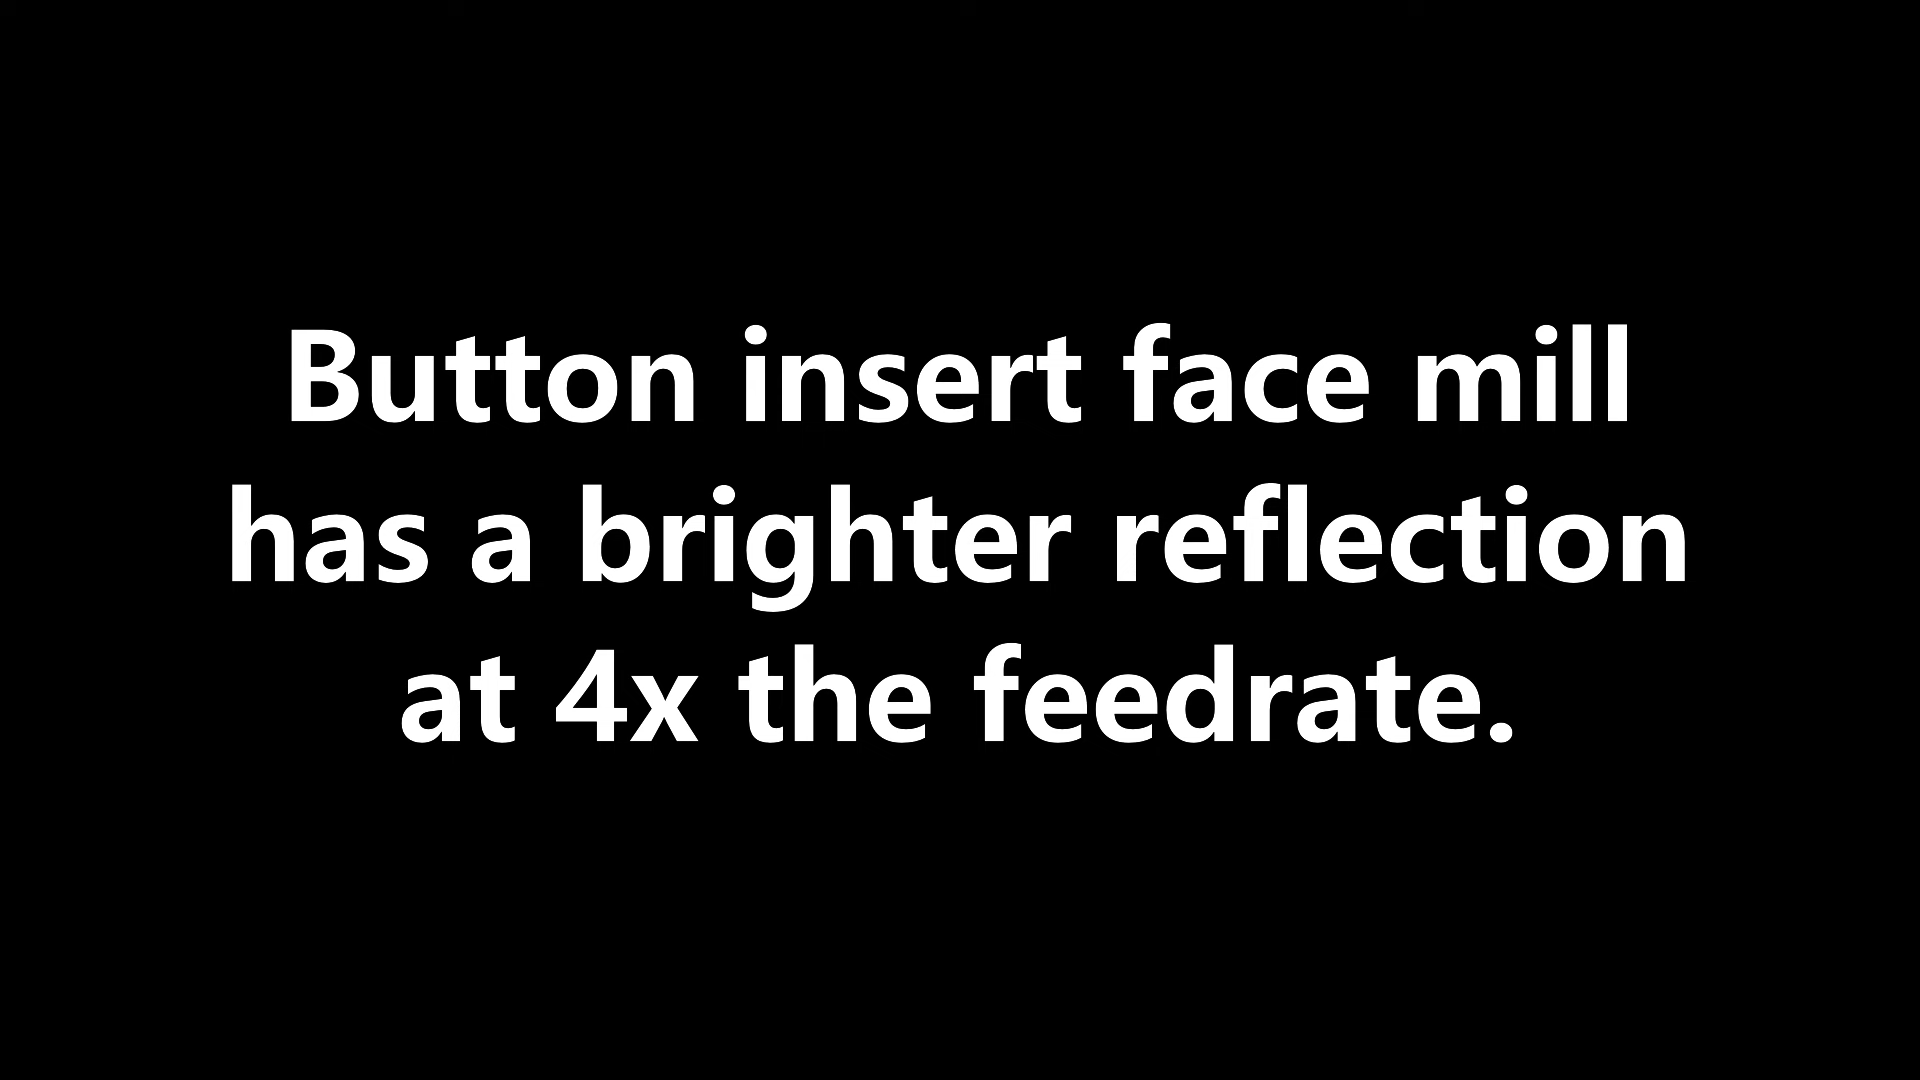 Button insert face mill
has a brighter reflection
at 4x the feedrate.